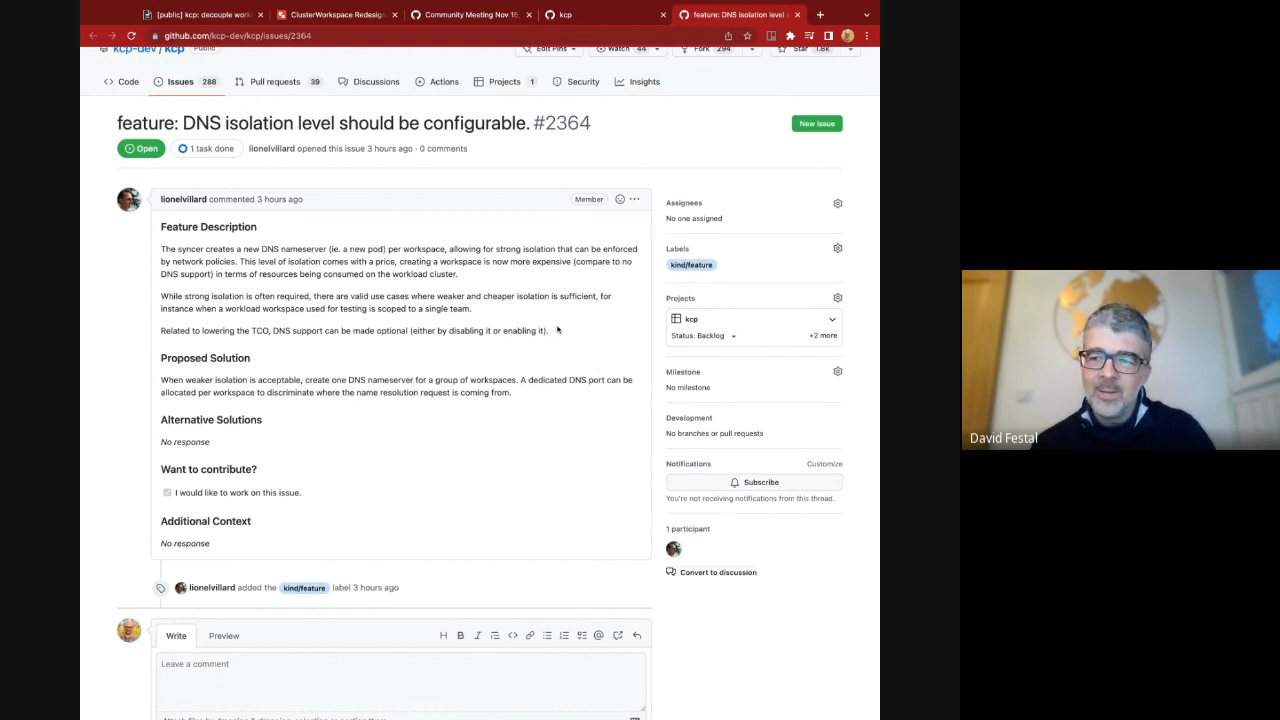 [public] kcp: decouple work
ClusterWorkspace Redesign
Community Meeting Nov 15,
kcp
feature: DNS isolation level
github.com/kcp-dev/kcp/issues/2364
kcp-dev / kcp Public
Edit Pins Watch 44 Fork 294 Star 1.8k
Code Issues 288 Pull requests 39 Discussions Actions Projects 1 Security Insights
feature: DNS isolation level should be configurable. #2364
New issue
Open 1 task done lionelvillard opened this issue 3 hours ago · 0 comments
lionelvillard commented 3 hours ago Member
Feature Description
The syncer creates a new DNS nameserver (ie. a new pod) per workspace, allowing for strong isolation that can be enforced
by network policies. This level of isolation comes with a price, creating a workspace is now more expensive (compare to no
DNS support) in terms of resources being consumed on the workload cluster.
While strong isolation is often required, there are valid use cases where weaker and cheaper isolation is sufficient, for
instance when a workload workspace used for testing is scoped to a single team.
Related to lowering the TCO, DNS support can be made optional (either by disabling it or enabling it).
Proposed Solution
When weaker isolation is acceptable, create one DNS nameserver for a group of workspaces. A dedicated DNS port can be
allocated per workspace to discriminate where the name resolution request is coming from.
Alternative Solutions
No response
Want to contribute?
I would like to work on this issue.
Additional Context
No response
lionelvillard added the kind/feature label 3 hours ago
Write Preview
Leave a comment
Assignees
No one assigned
Labels
kind/feature
Projects
kcp
Status: Backlog +2 more
Milestone
No milestone
Development
No branches or pull requests
Notifications Customize
Subscribe
You're not receiving notifications from this thread.
1 participant
Convert to discussion
David Festal